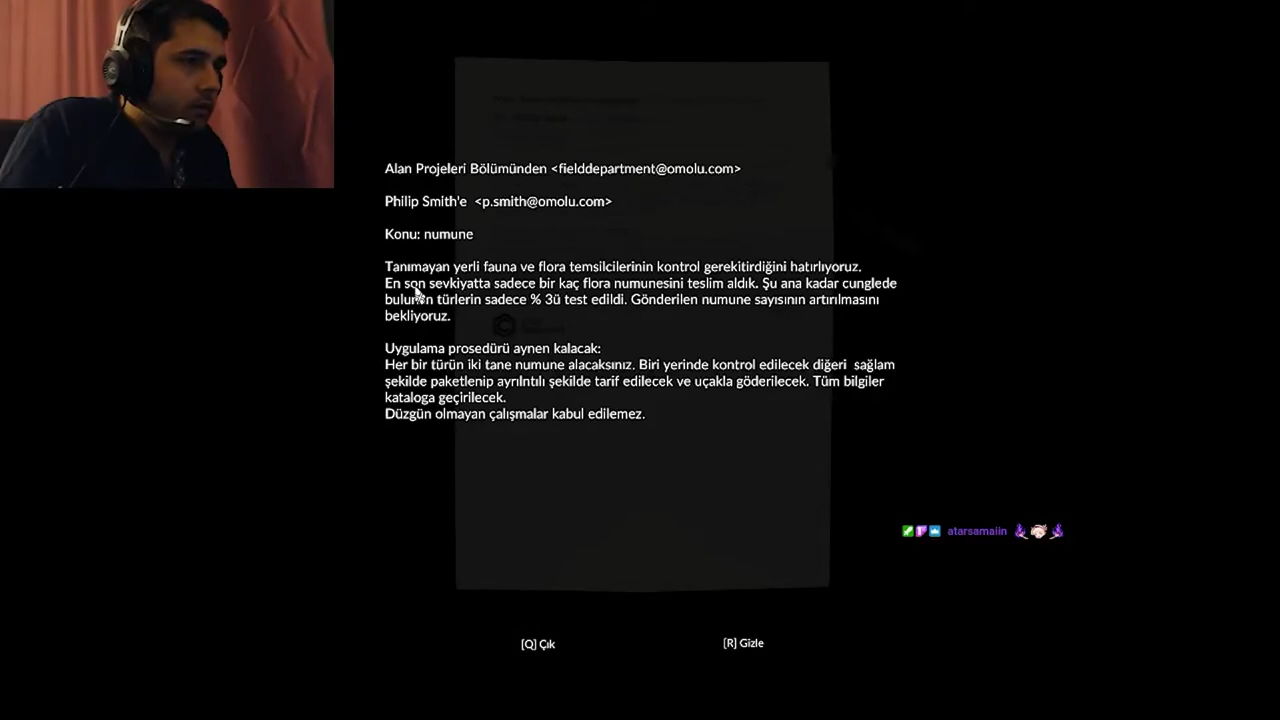 Alan Projeleri Bölümünden <fielddepartment@omolu.com>
Philip Smith'e <p.smith@omolu.com>
Konu: numune
Tanımayan yerli fauna ve flora temsilcilerinin kontrol gerekitirdiğini hatırlıyoruz.
En son sevkiyatta sadece bir kaç flora numunesini teslim aldık. Şu ana kadar cunglede
bulunan türlerin sadece % 3ü test edildi. Gönderilen numune sayısının artırılmasını
bekliyoruz.
Uygulama prosedürü aynen kalacak:
Her bir türün iki tane numune alacaksınız. Biri yerinde kontrol edilecek diğeri sağlam
şekilde paketlenip ayrılntılı şekilde tarif edilecek ve uçakla göderilecek. Tüm bilgiler
kataloga geçirilecek.
Düzgün olmayan çalışmalar kabul edilemez.
atarsamaiin
[Q] Çık [R] Gizle